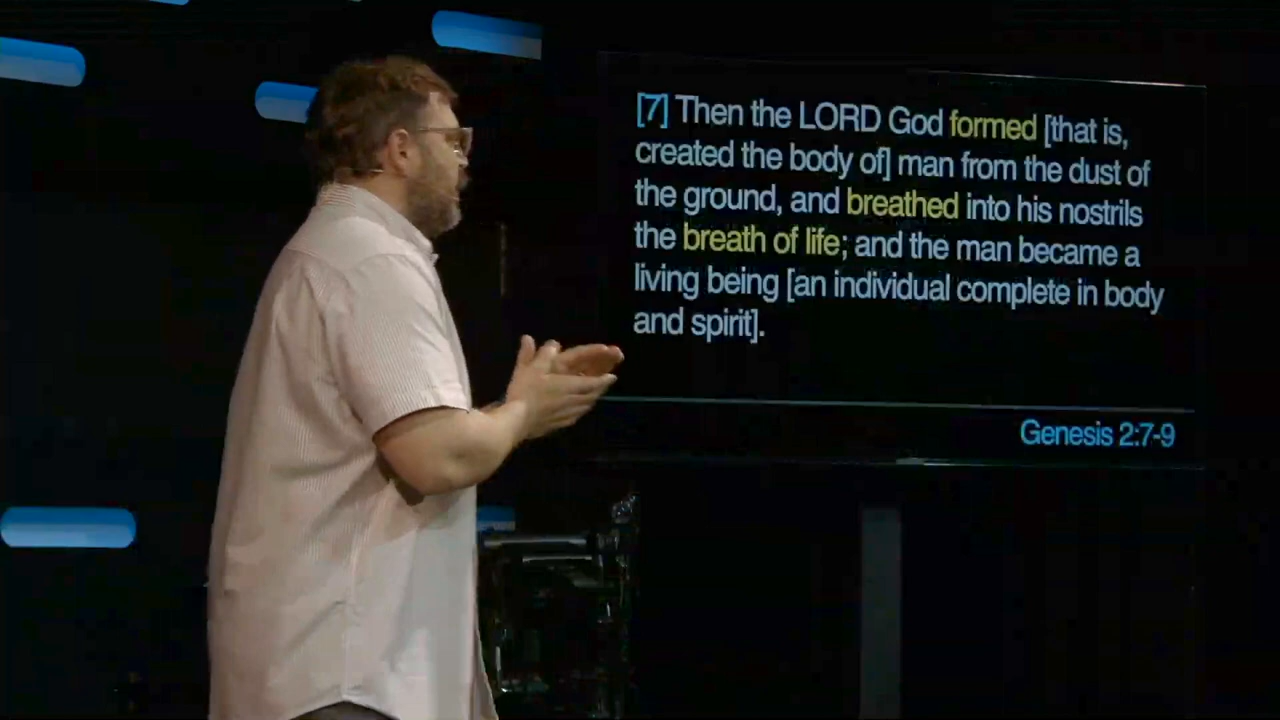 [7] Then the LORD God formed [that is,
created the body of] man from the dust of
the ground, and breathed into his nostrils
the breath of life; and the man became a
living being [an individual complete in body
and spirit].
Genesis 2:7-9